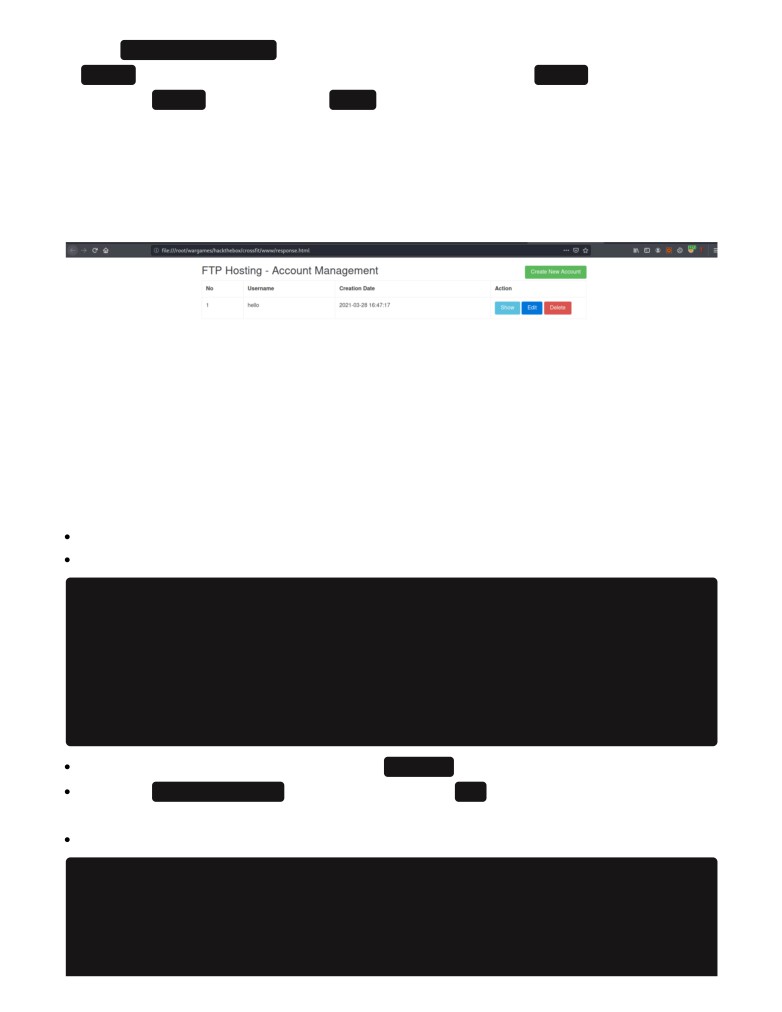 file:///root/wargames/hackthebox/crossfit/www/response.html
FTP Hosting - Account Management
Create New Account
No Username Creation Date Action
1 hello 2021-03-28 16:47:17 Show Edit Delete